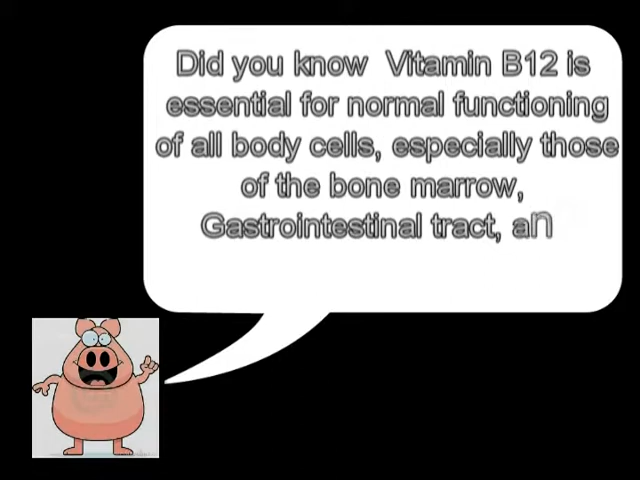 Did you know Vitamin B12 is
essential for normal functioning
of all body cells, especially those
of the bone marrow,
Gastrointestinal tract, an